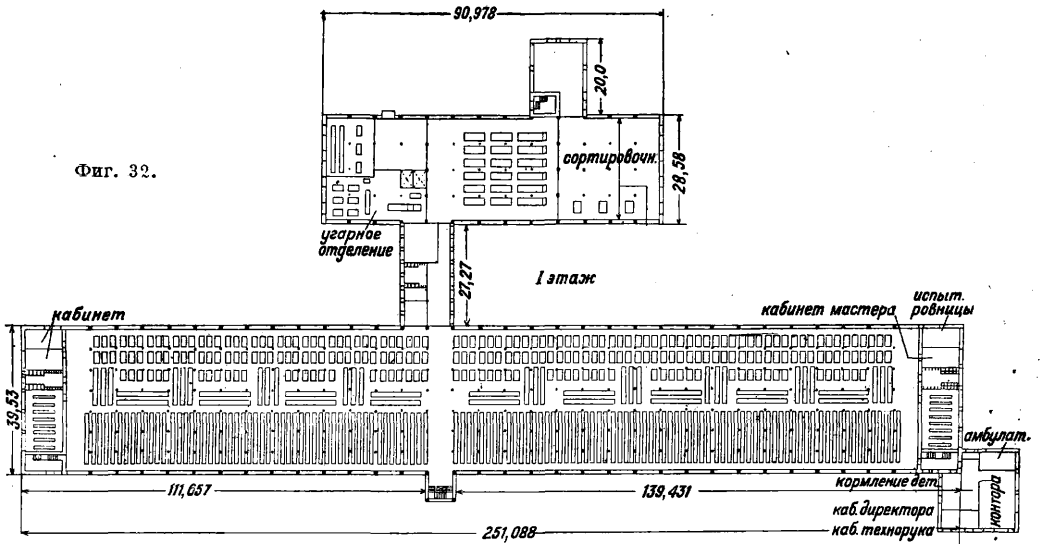 90,978
20,0
Фиг. 32.
сортировочн.
28,58
угарное
отделение
27,27
I этаж
кабинет
кабинет мастера
испыт.
ровницы
39,53
амбулат.
111,657
139,431
кормление дет.
контора
каб. директора
251,088
каб. технорука